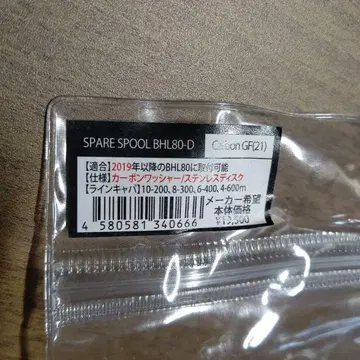 SPARE SPOOL BHL80-D Carbon GF(21)
【適合】2019年以降のBHL80に取付可能
【仕様】カーボンワッシャー/ステンレスディスク
【ラインキャパ】10-200, 8-300, 6-400, 4-600m
メーカー希望
本体価格
¥13,500
4 580581 340666